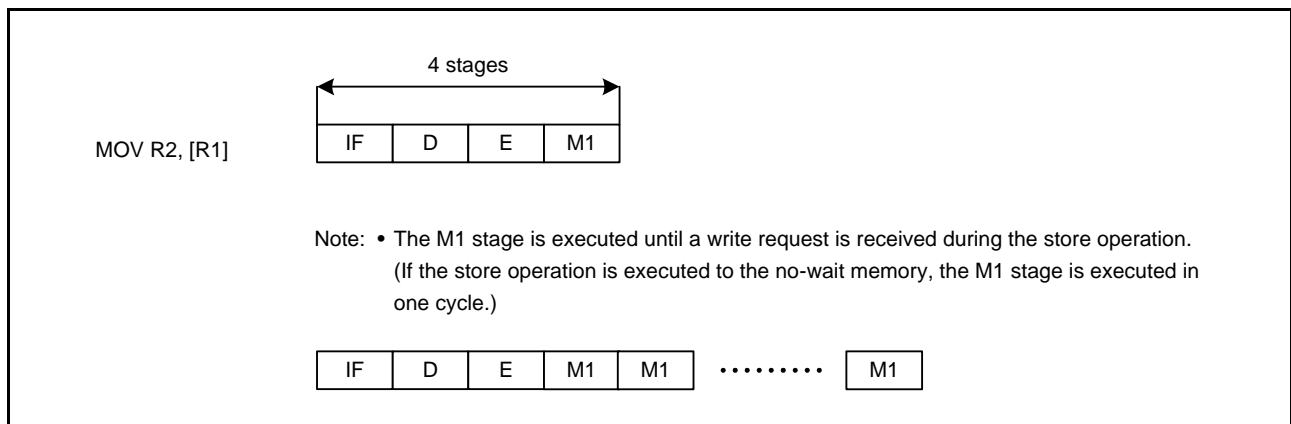 4 stages
MOV R2, [R1]
IF D E M1
Note: • The M1 stage is executed until a write request is received during the store operation.
(If the store operation is executed to the no-wait memory, the M1 stage is executed in
one cycle.)
IF D E M1 M1 ········· M1